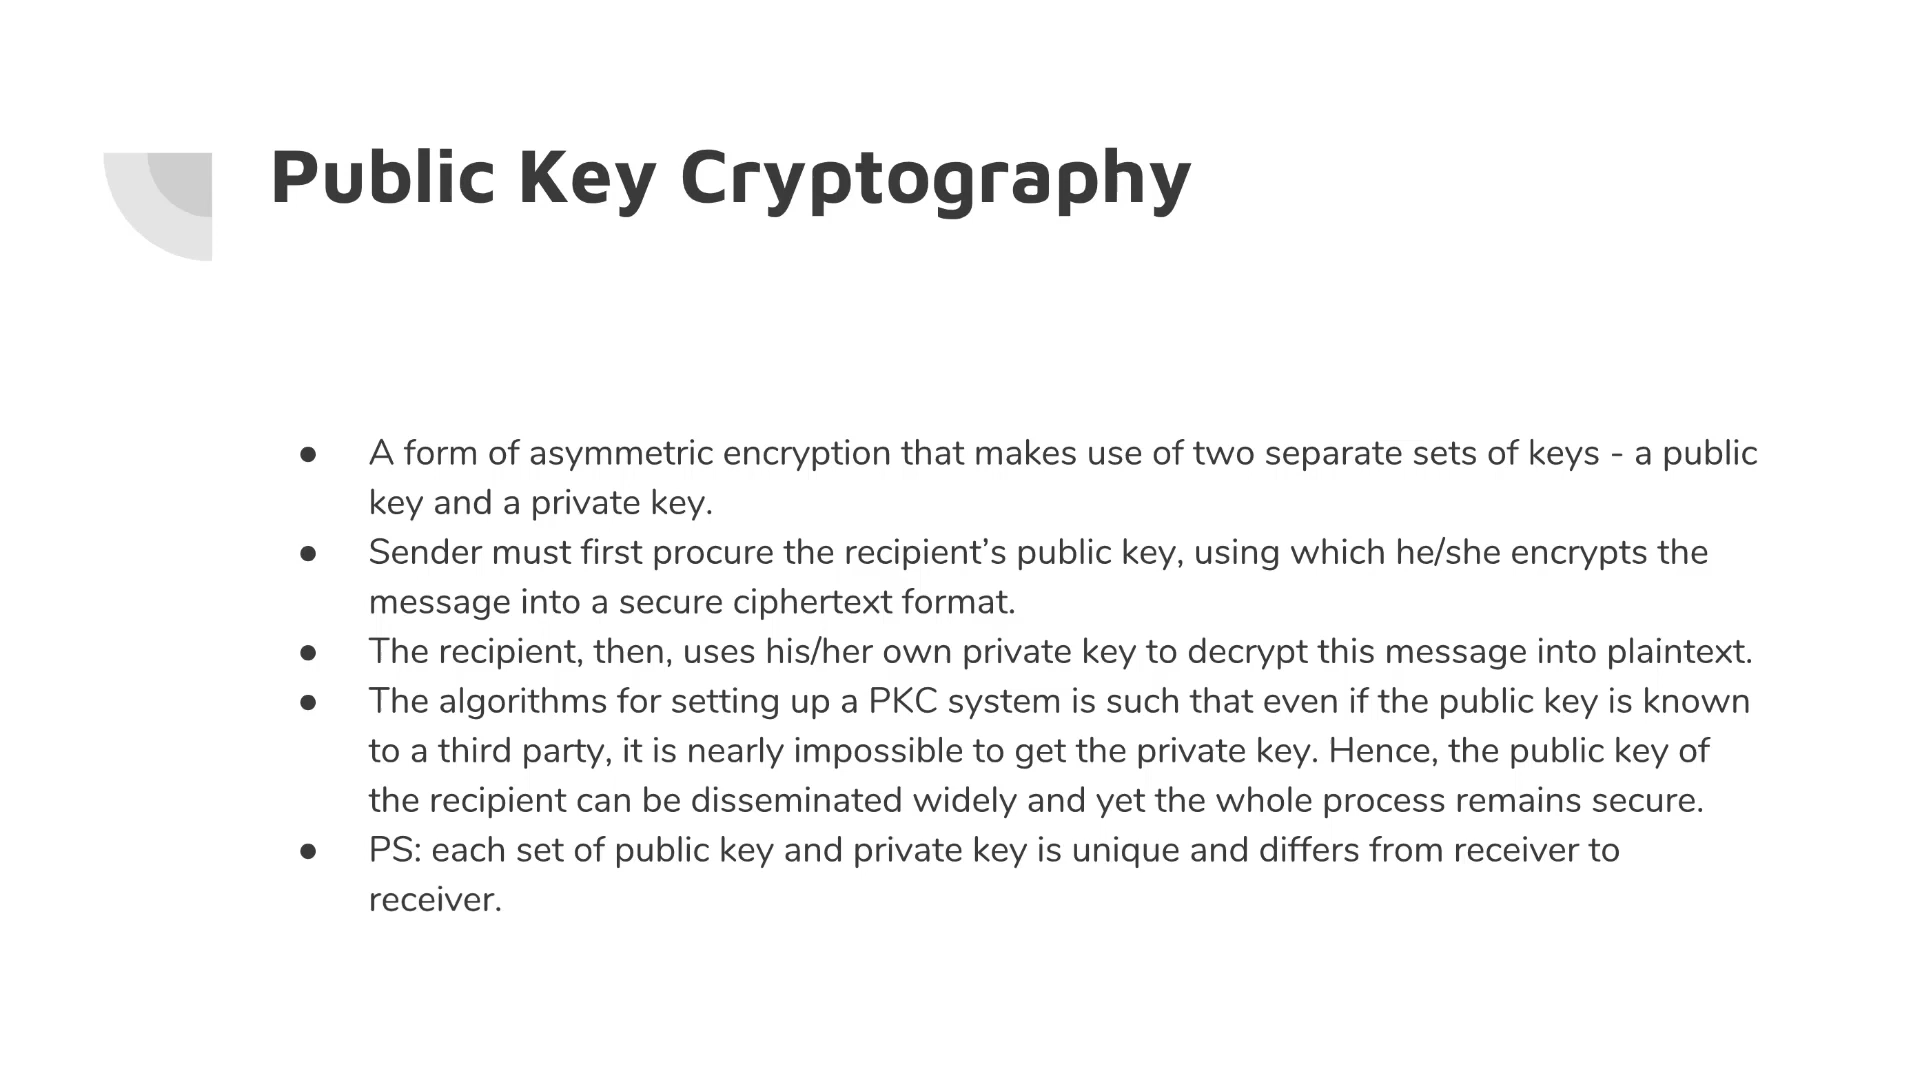 Public Key Cryptography
● A form of asymmetric encryption that makes use of two separate sets of keys - a public
key and a private key.
● Sender must first procure the recipient’s public key, using which he/she encrypts the
message into a secure ciphertext format.
● The recipient, then, uses his/her own private key to decrypt this message into plaintext.
● The algorithms for setting up a PKC system is such that even if the public key is known
to a third party, it is nearly impossible to get the private key. Hence, the public key of
the recipient can be disseminated widely and yet the whole process remains secure.
● PS: each set of public key and private key is unique and differs from receiver to
receiver.